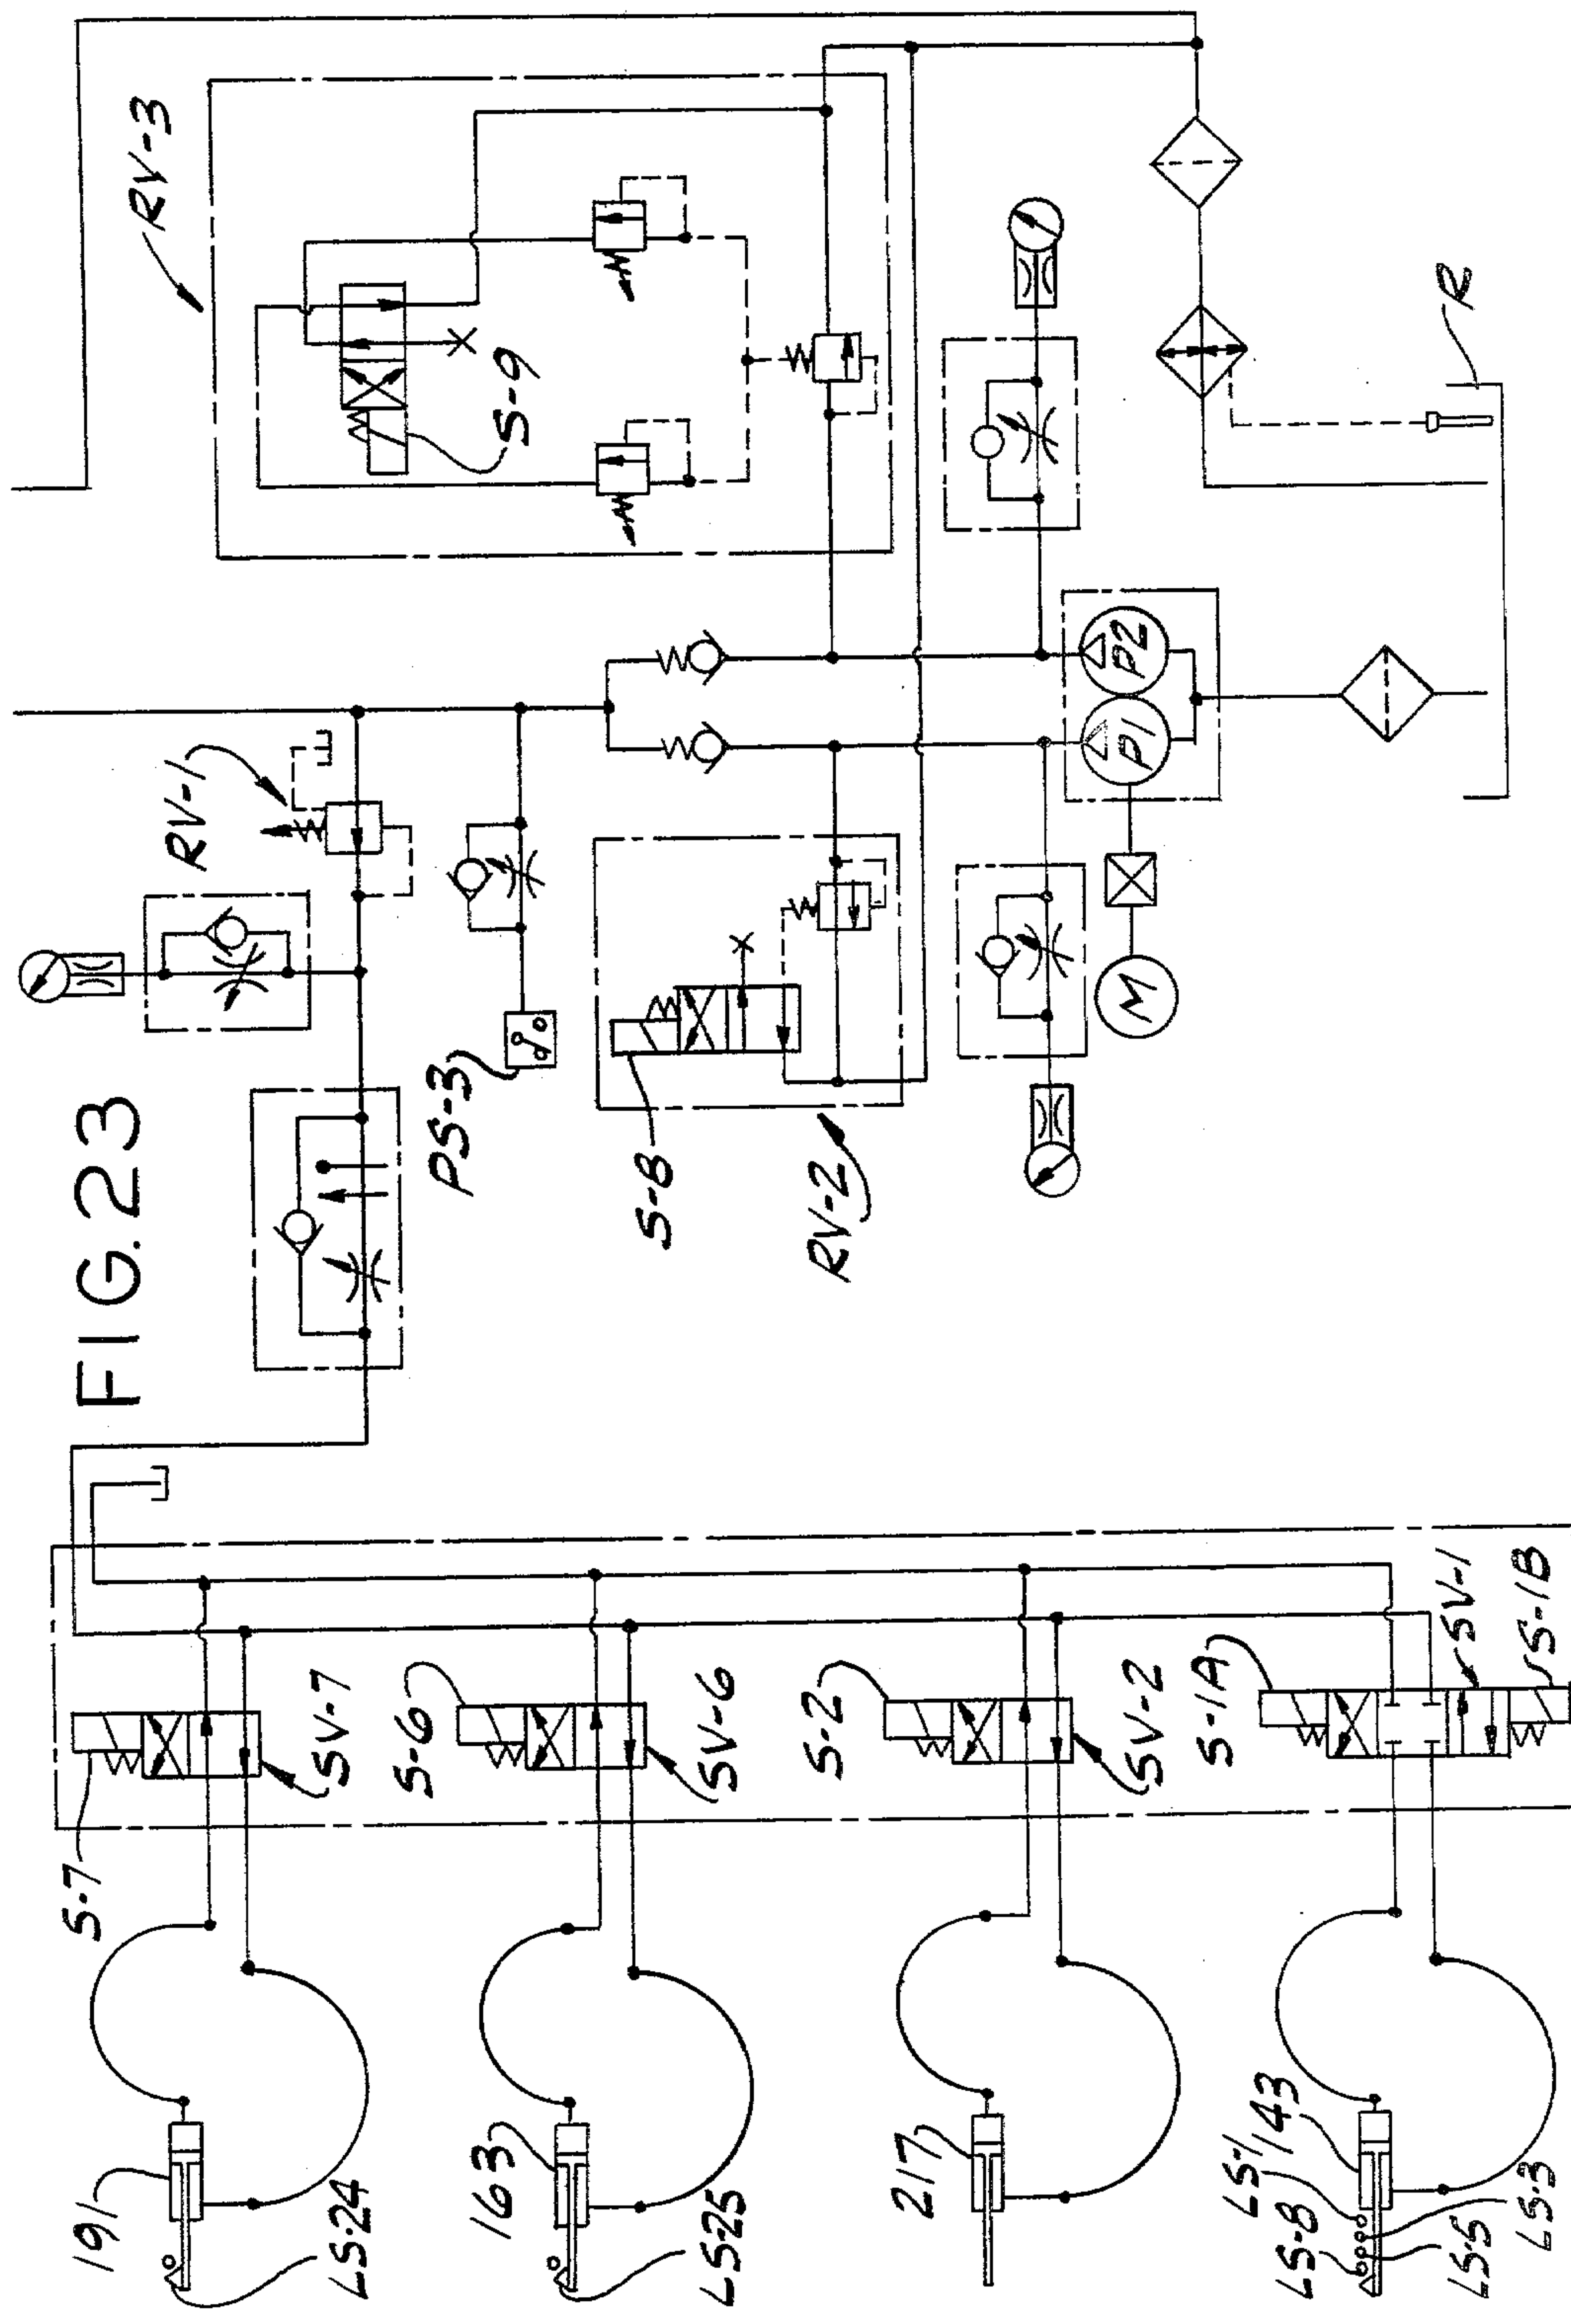 FIG. 23
RV-3
S-9
R
RV-1
P2
P1
PS-3
M
S-8
RV-2
S-7
SV-7
S-6
SV-6
S-2
SV-2
S-1A
SV-1
S-1B
191
LS-24
163
LS-25
217
LS-1
143
LS-8
LS-5
LS-3